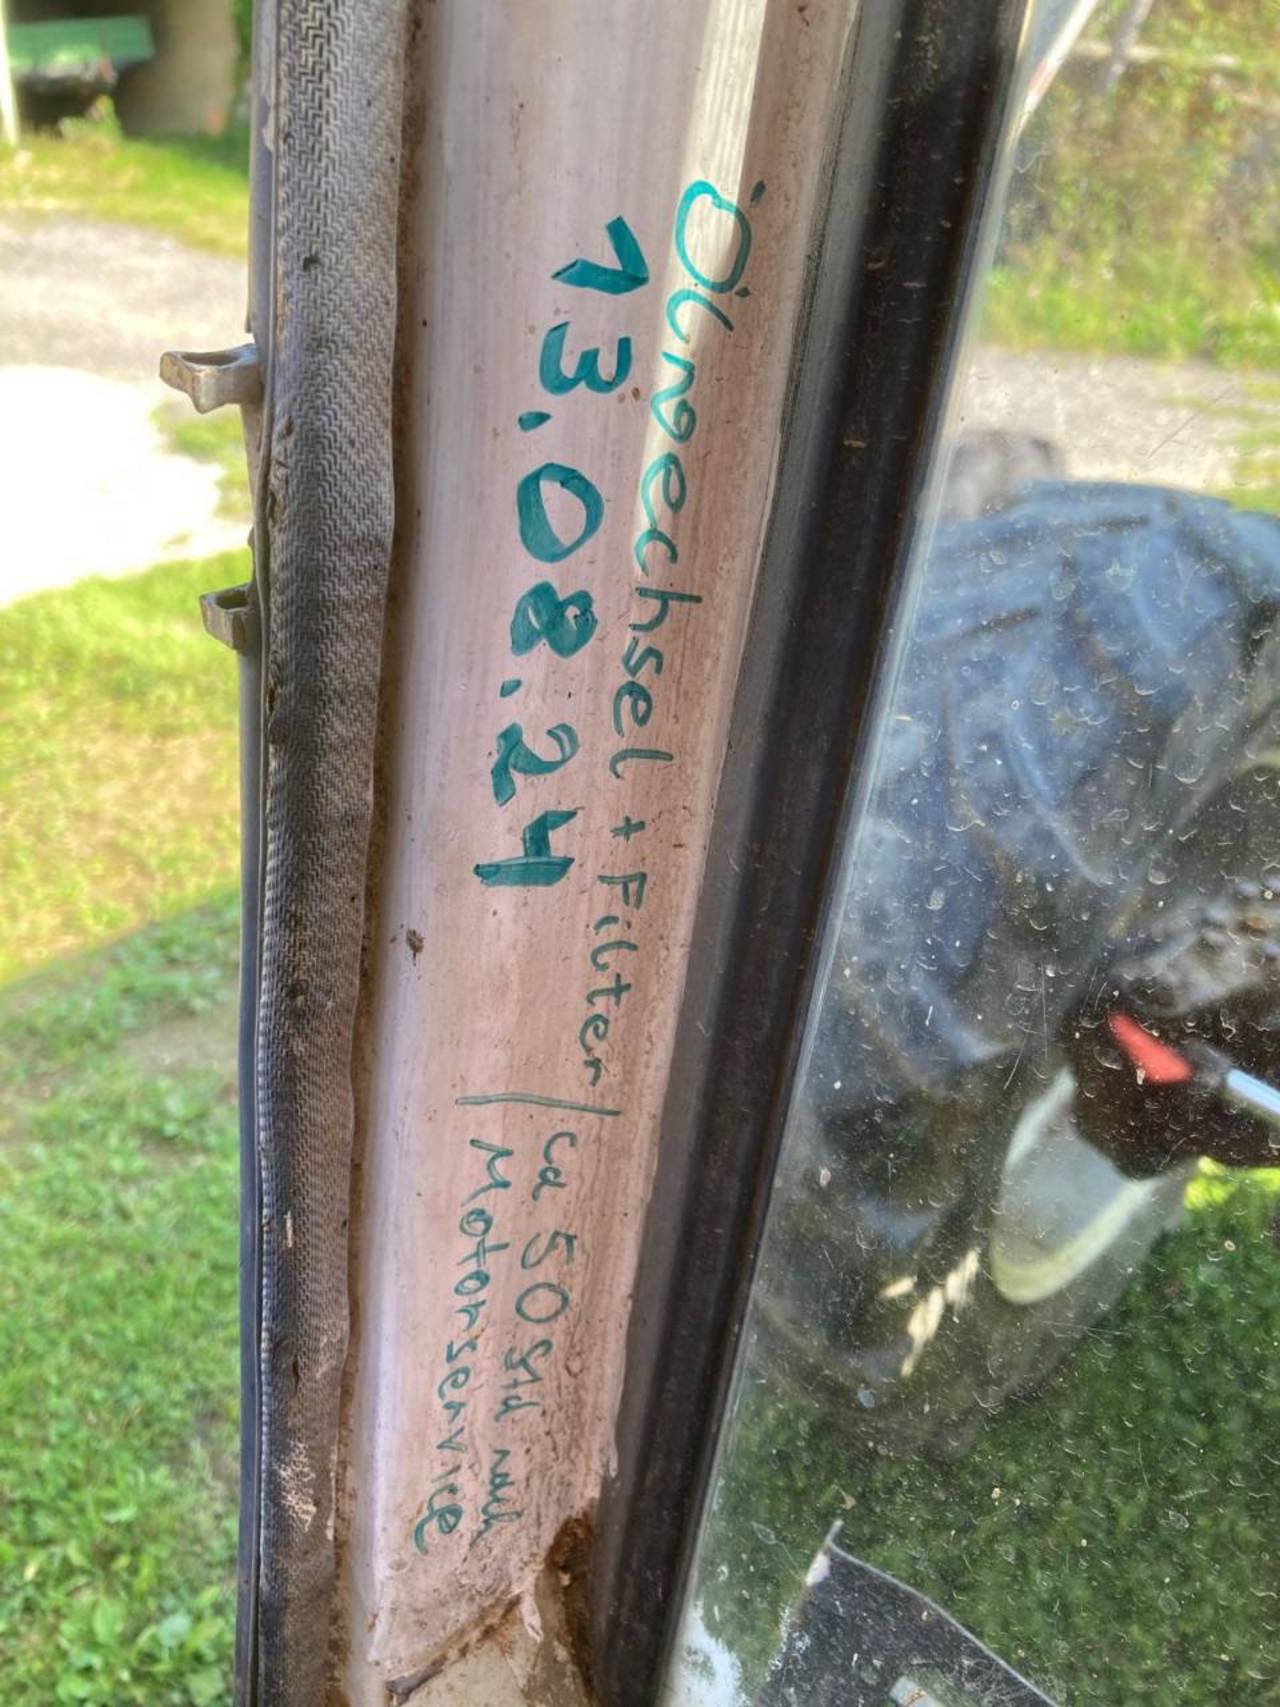 Ölwechsel + Filter /
13.08.24
ca 50 Std nach
Motorservice